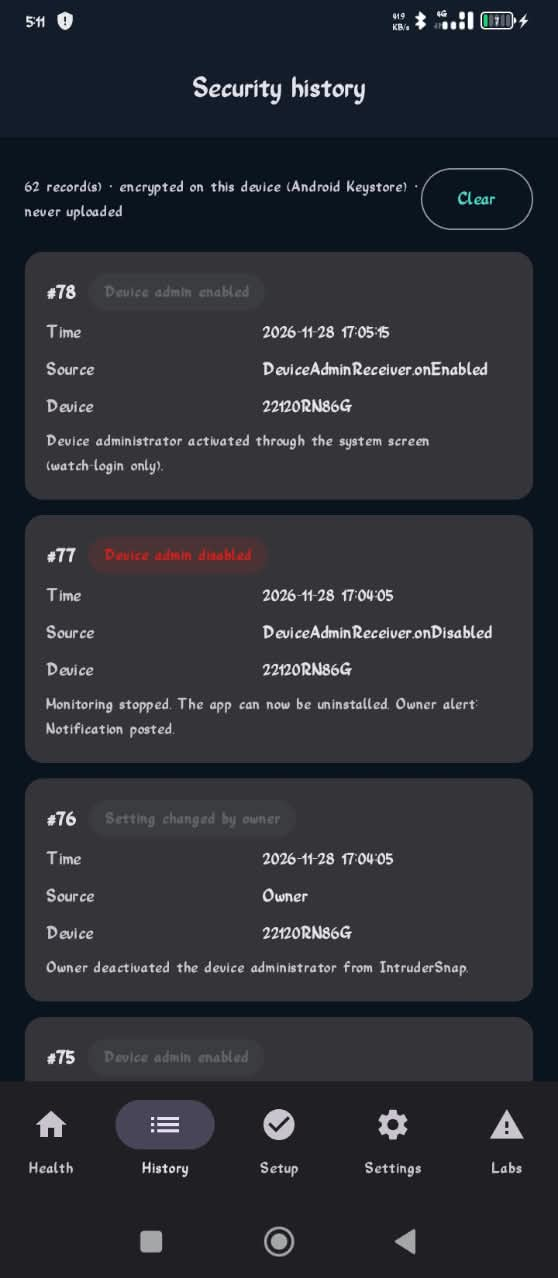 5:11
61.9 KB/s 4G 7
Security history
62 record(s) · encrypted on this device (Android Keystore) ·
never uploaded
Clear
#78 Device admin enabled
Time 2026-11-28 17:05:15
Source DeviceAdminReceiver.onEnabled
Device 22120RN86G
Device administrator activated through the system screen
(watch-login only).
#77 Device admin disabled
Time 2026-11-28 17:04:05
Source DeviceAdminReceiver.onDisabled
Device 22120RN86G
Monitoring stopped. The app can now be uninstalled. Owner alert:
Notification posted.
#76 Setting changed by owner
Time 2026-11-28 17:04:05
Source Owner
Device 22120RN86G
Owner deactivated the device administrator from IntruderSnap.
#75 Device admin enabled
Health History Setup Settings Labs